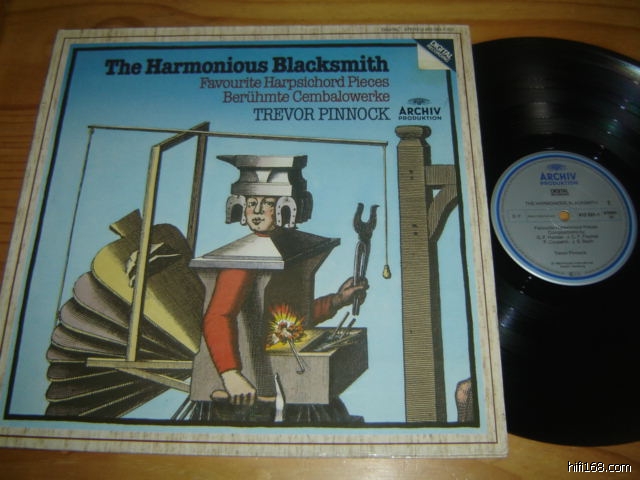 DIGITAL
The Harmonious Blacksmith
Favourite Harpsichord Pieces
Berühmte Cembalowerke
TREVOR PINNOCK
ARCHIV
PRODUKTION
ARCHIV
PRODUKTION
DIGITAL
THE HARMONIOUS BLACKSMITH
STEREO
Trevor Pinnock
hifi168.com